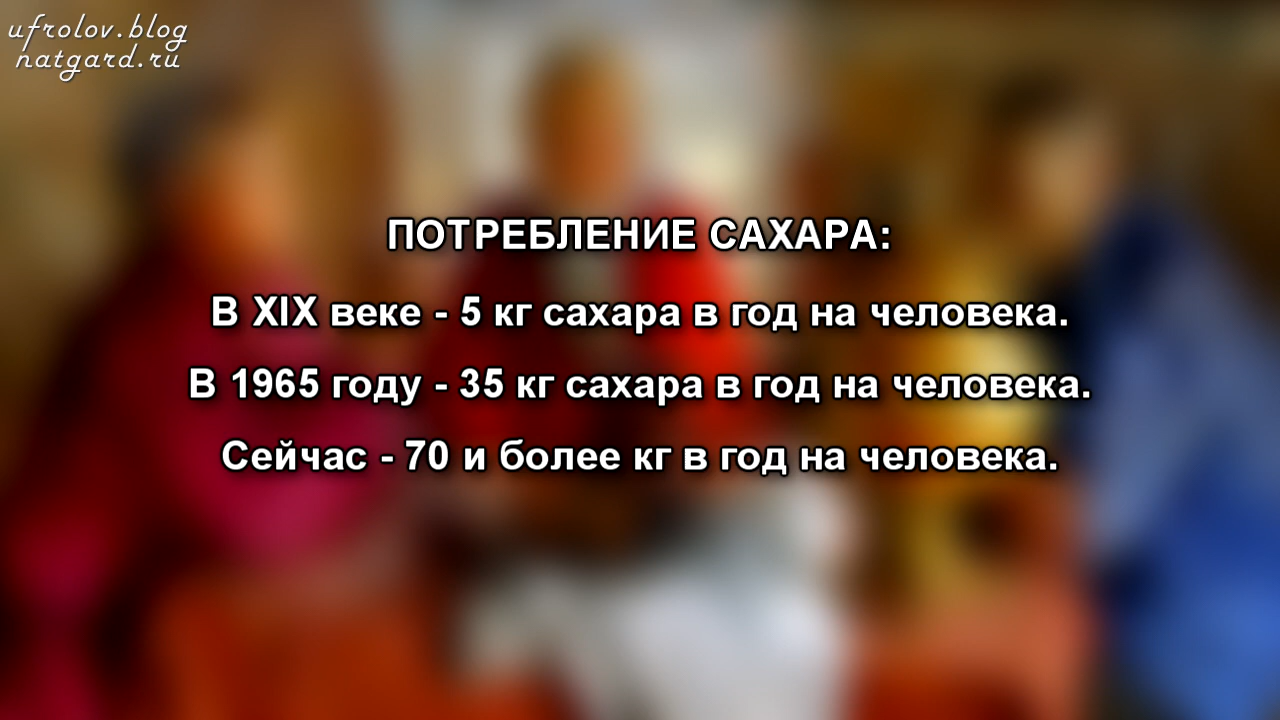 ufrolov.blog
natgard.ru
ПОТРЕБЛЕНИЕ САХАРА:
В XIX веке - 5 кг сахара в год на человека.
В 1965 году - 35 кг сахара в год на человека.
Сейчас - 70 и более кг в год на человека.